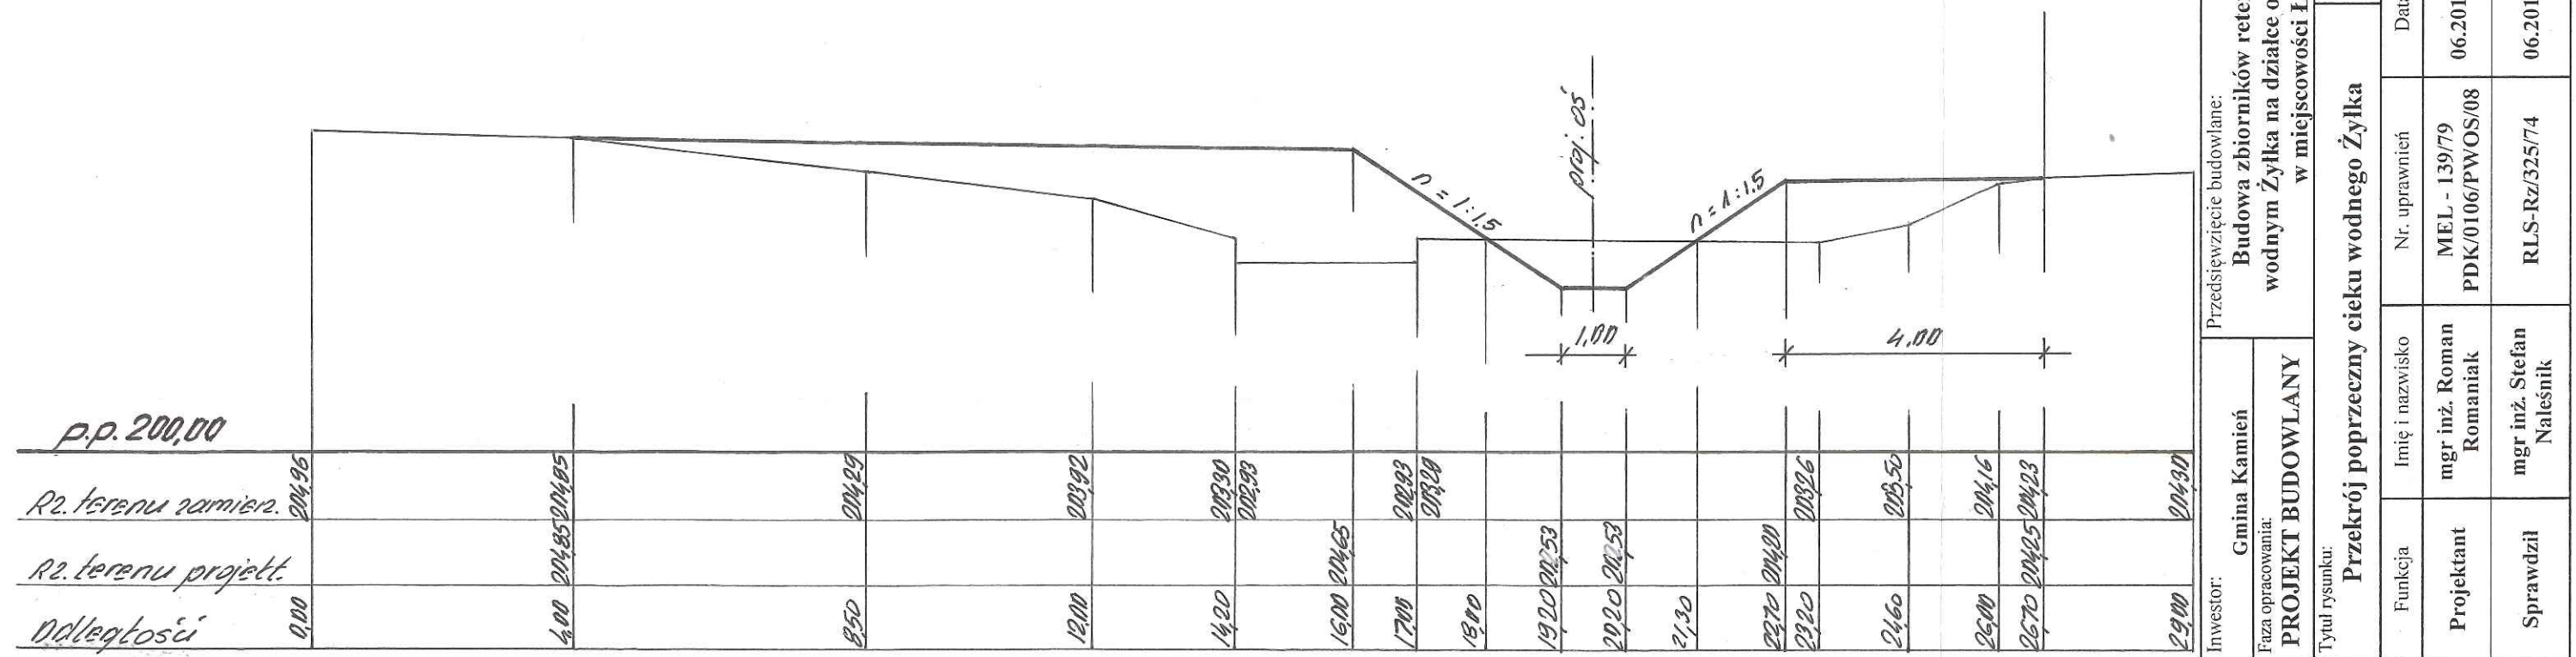 proj. oś
n = 1:1.5
n = 1:1.5
1,00
4.00
p.p. 200,00
Rz. terenu zamierz. 204,96 204,85 204,29 203,92 203,30 202,93 202,93 203,29 203,26 203,50 204,16 204,23 204,30
Rz. terenu projekt. 204,85 204,65 202,53 202,53 204,20 204,25
Odległości 0,00 4,00 8,50 12,00 14,20 16,00 17,00 18,10 19,20 20,20 21,30 22,70 23,20 24,60 26,00 26,70 29,00
Przedsięwzięcie budowlane:
Budowa zbiorników
wodnym Żyłka na działce
w miejscowości
Inwestor:
Gmina Kamień
Faza opracowania:
PROJEKT BUDOWLANY
Tytuł rysunku:
Przekrój poprzeczny cieku wodnego Żyłka
Funkcja Imię i nazwisko Nr. uprawnień Data
Projektant mgr inż. Roman Romaniak MEL - 139/79 PDK/0106/PWOS/08 06.201
Sprawdził mgr inż. Stefan Naleśnik RLS-Rz/325/74 06.201